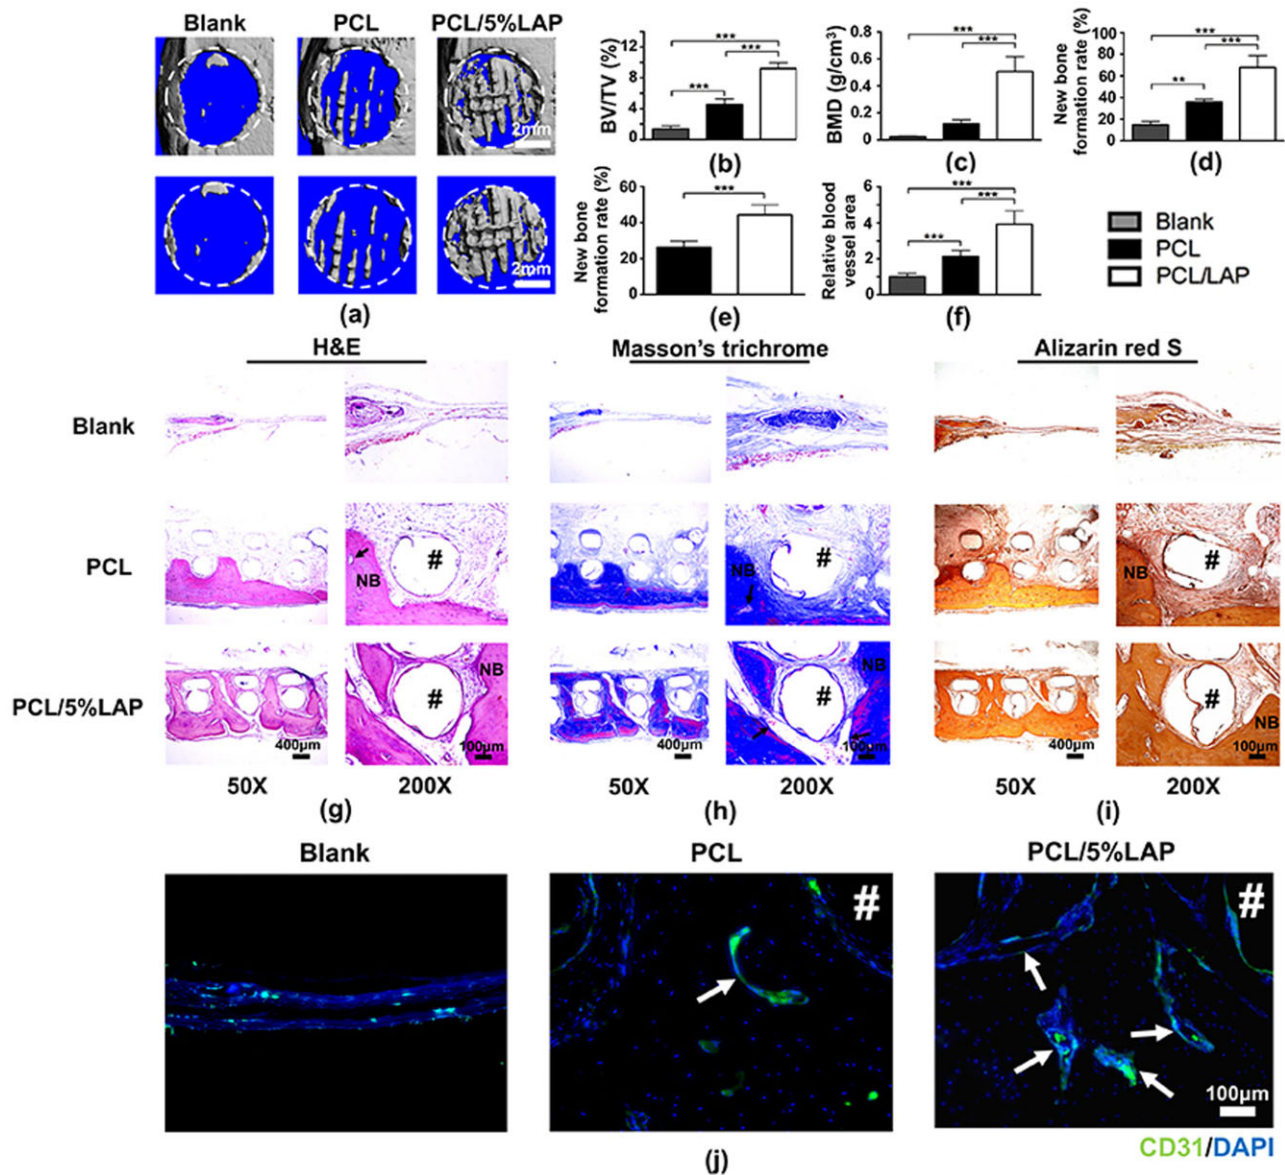 Blank PCL PCL/5%LAP
2mm
2mm
(a)
BV/TV (%)
12
8
4
0
***
***
***
(b)
BMD (g/cm³)
0.8
0.6
0.4
0.2
0
***
***
(c)
New bone
formation rate (%)
100
80
60
40
20
0
***
***
**
(d)
New bone
formation rate (%)
60
40
20
0
***
(e)
Relative blood
vessel area
6
4
2
0
***
***
***
(f)
Blank
PCL
PCL/LAP
H&E Masson's trichrome Alizarin red S
Blank
PCL
# NB
NB #
NB #
PCL/5%LAP
NB #
# NB
# NB
400µm 100µm 400µm 100µm 400µm 100µm
50X 200X 50X 200X 50X 200X
(g) (h) (i)
Blank PCL PCL/5%LAP
# #
100µm
CD31/DAPI
(j)